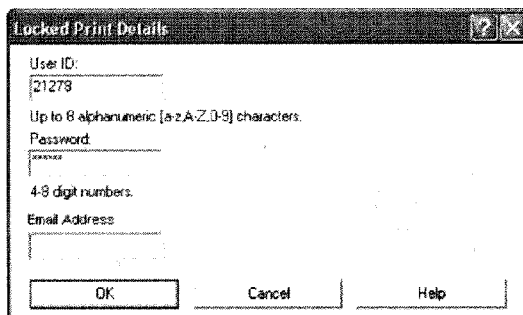 Locked Print Details
User ID:
21278
Up to 8 alphanumeric [a-z,A-Z,0-9] characters.
Password:
******
4-8 digit numbers.
Email Address
OK Cancel Help